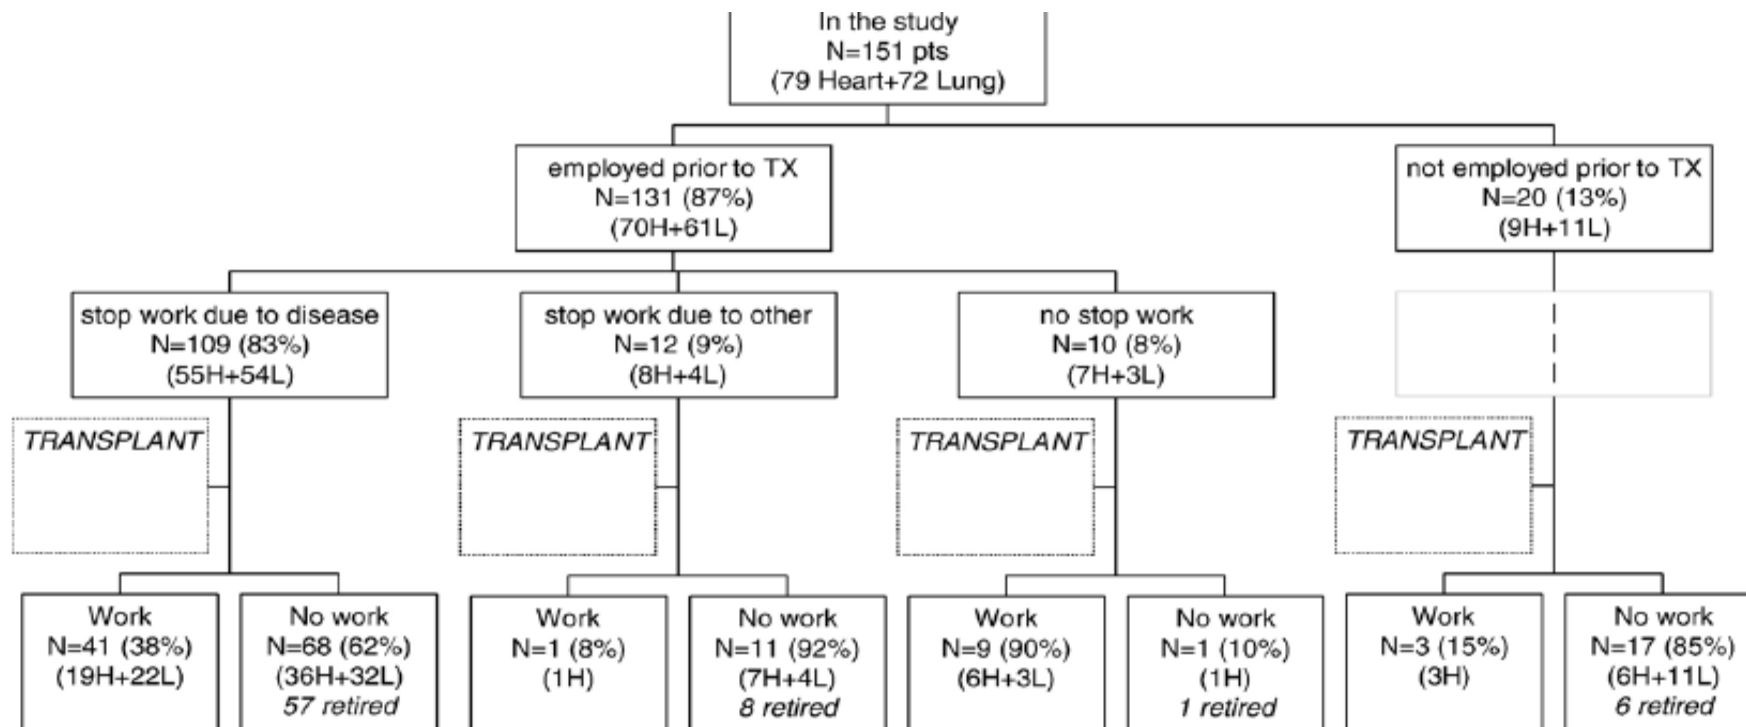 In the study
N=151 pts
(79 Heart+72 Lung)
employed prior to TX
N=131 (87%)
(70H+61L)
not employed prior to TX
N=20 (13%)
(9H+11L)
stop work due to disease
N=109 (83%)
(55H+54L)
stop work due to other
N=12 (9%)
(8H+4L)
no stop work
N=10 (8%)
(7H+3L)
TRANSPLANT
TRANSPLANT
TRANSPLANT
TRANSPLANT
Work
N=41 (38%)
(19H+22L)
No work
N=68 (62%)
(36H+32L)
57 retired
Work
N=1 (8%)
(1H)
No work
N=11 (92%)
(7H+4L)
8 retired
Work
N=9 (90%)
(6H+3L)
No work
N=1 (10%)
(1H)
1 retired
Work
N=3 (15%)
(3H)
No work
N=17 (85%)
(6H+11L)
6 retired